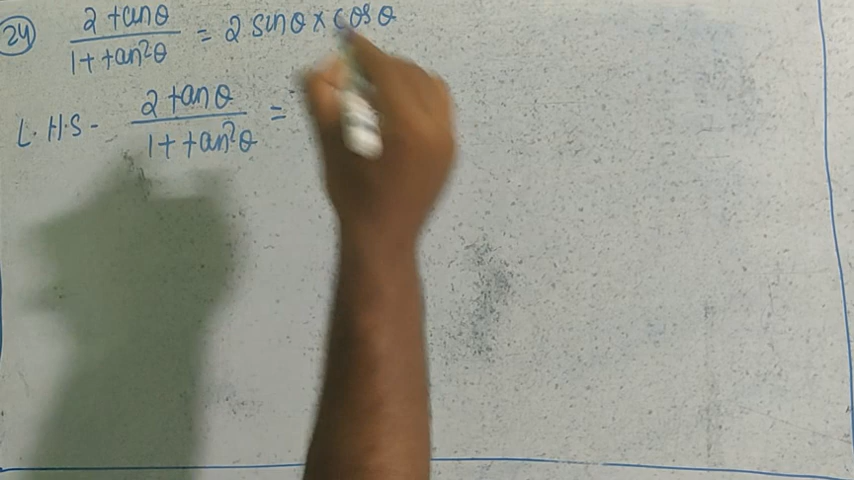 24 2 tanθ / 1 + tan²θ = 2 sinθ × cosθ
L.H.S - 2 tanθ / 1 + tan²θ =